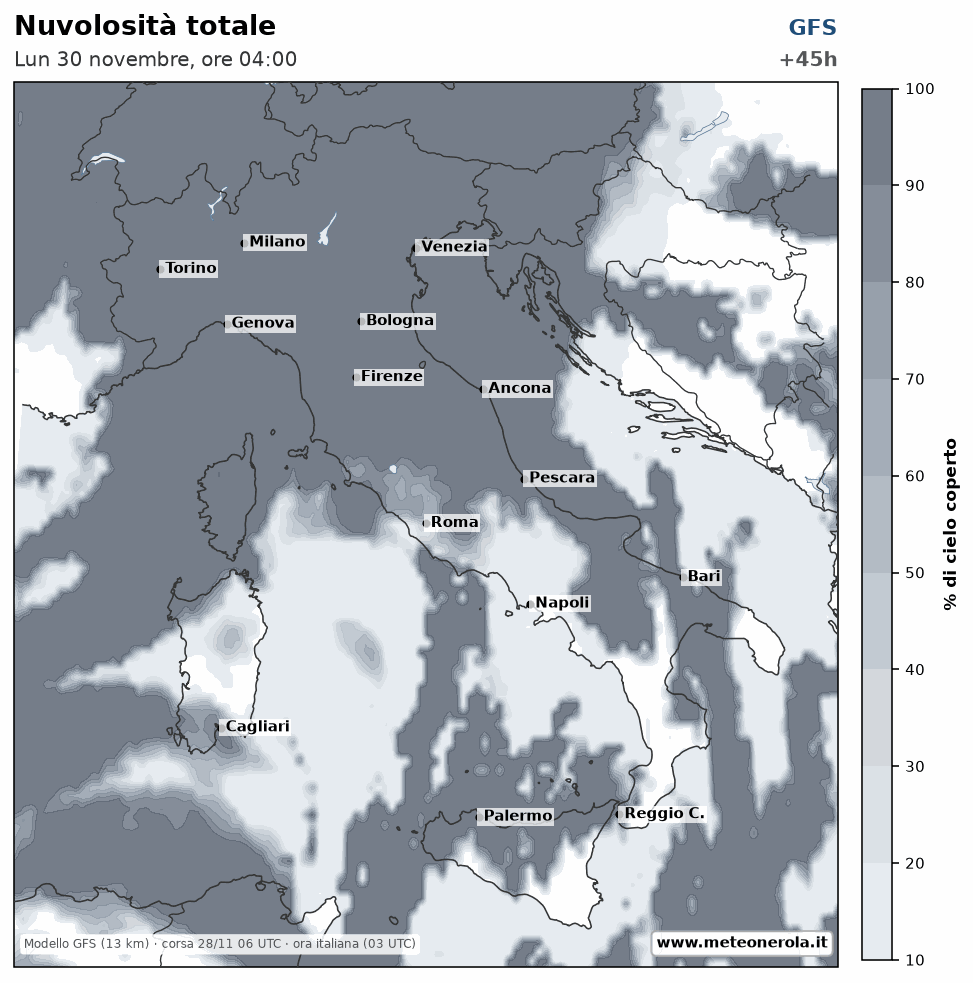 Nuvolosità totale
GFS
Lun 30 novembre, ore 04:00
+45h
100
90
80
70
60
50
40
30
20
10
% di cielo coperto
Milano
Venezia
Torino
Genova
Bologna
Firenze
Ancona
Pescara
Roma
Bari
Napoli
Cagliari
Palermo
Reggio C.
Modello GFS (13 km) · corsa 28/11 06 UTC · ora italiana (03 UTC)
www.meteonerola.it